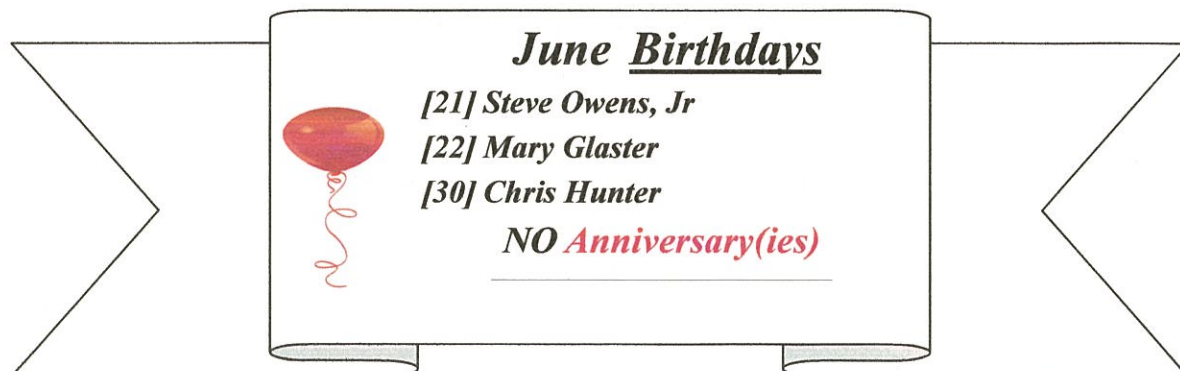 June Birthdays
[21] Steve Owens, Jr
[22] Mary Glaster
[30] Chris Hunter
NO Anniversary(ies)